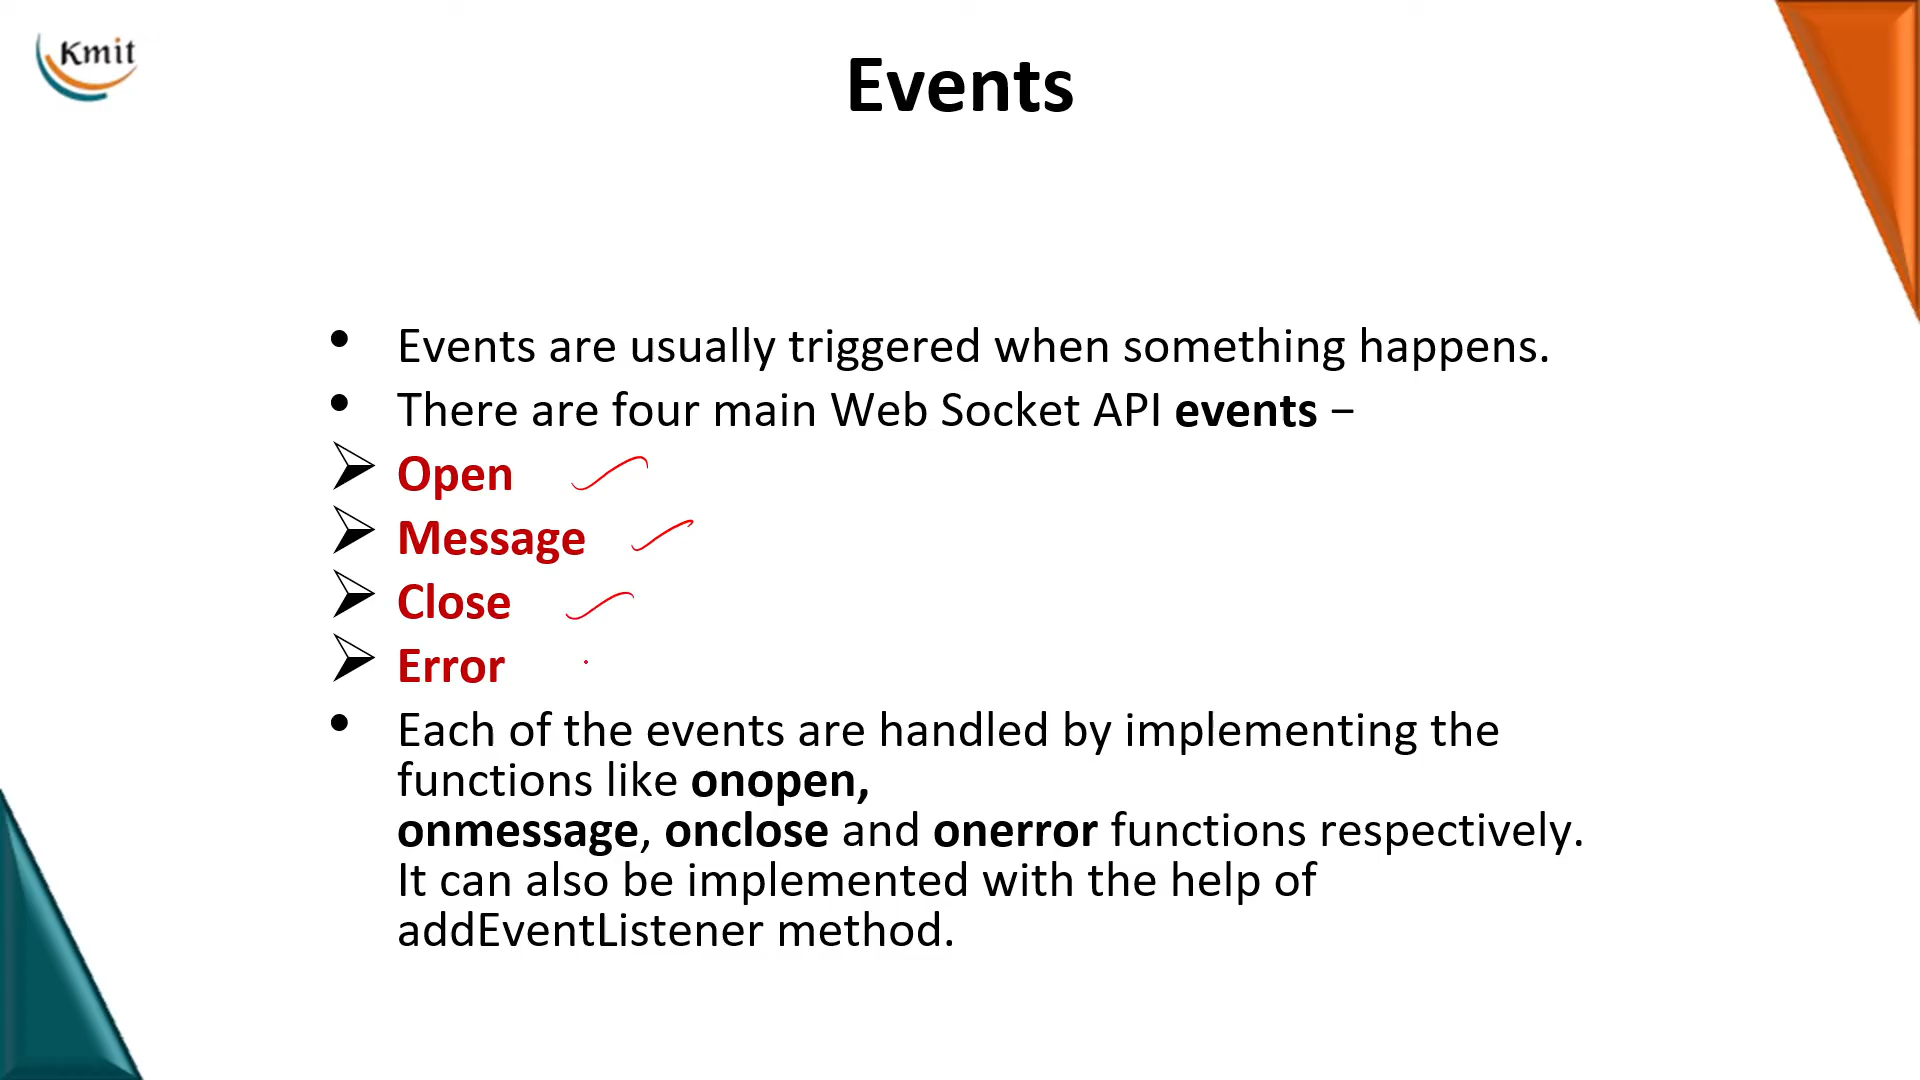 Kmit
Events
• Events are usually triggered when something happens.
• There are four main Web Socket API events −
➢ Open
➢ Message
➢ Close
➢ Error
• Each of the events are handled by implementing the
functions like onopen,
onmessage, onclose and onerror functions respectively.
It can also be implemented with the help of
addEventListener method.